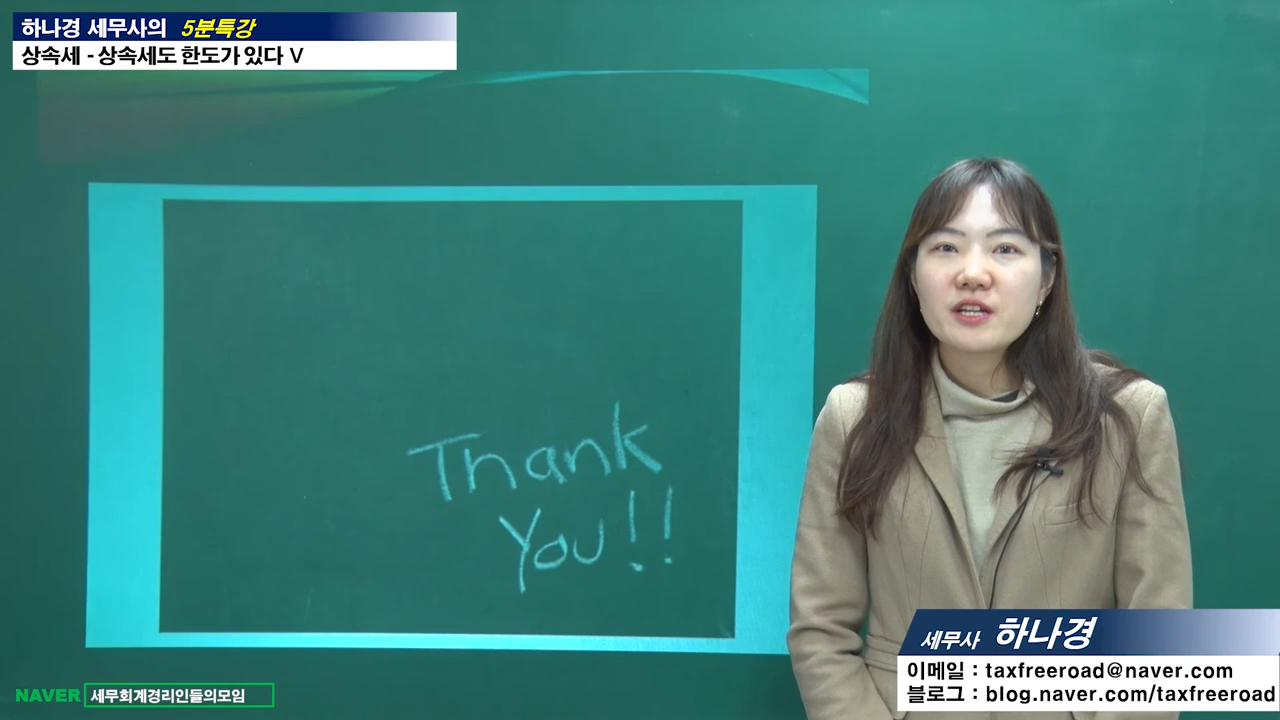 하나경 세무사의 5분특강
상속세 - 상속세도 한도가 있다 Ⅴ
Thank
You!!
세무사 하나경
이메일 : taxfreeroad@naver.com
블로그 : blog.naver.com/taxfreeroad
NAVER 세무회계경리인들의모임